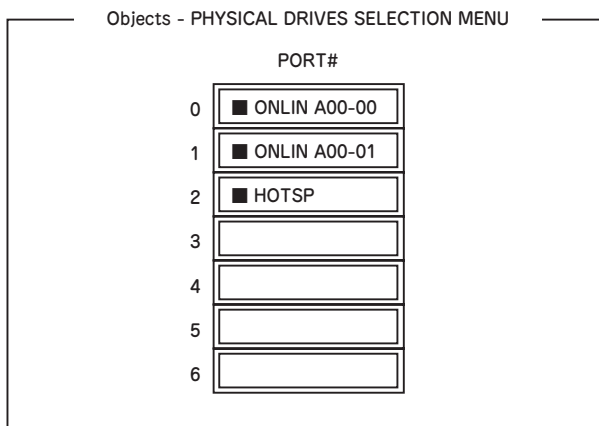 Objects - PHYSICAL DRIVES SELECTION MENU
PORT#
0 ■ ONLIN A00-00
1 ■ ONLIN A00-01
2 ■ HOTSP
3
4
5
6